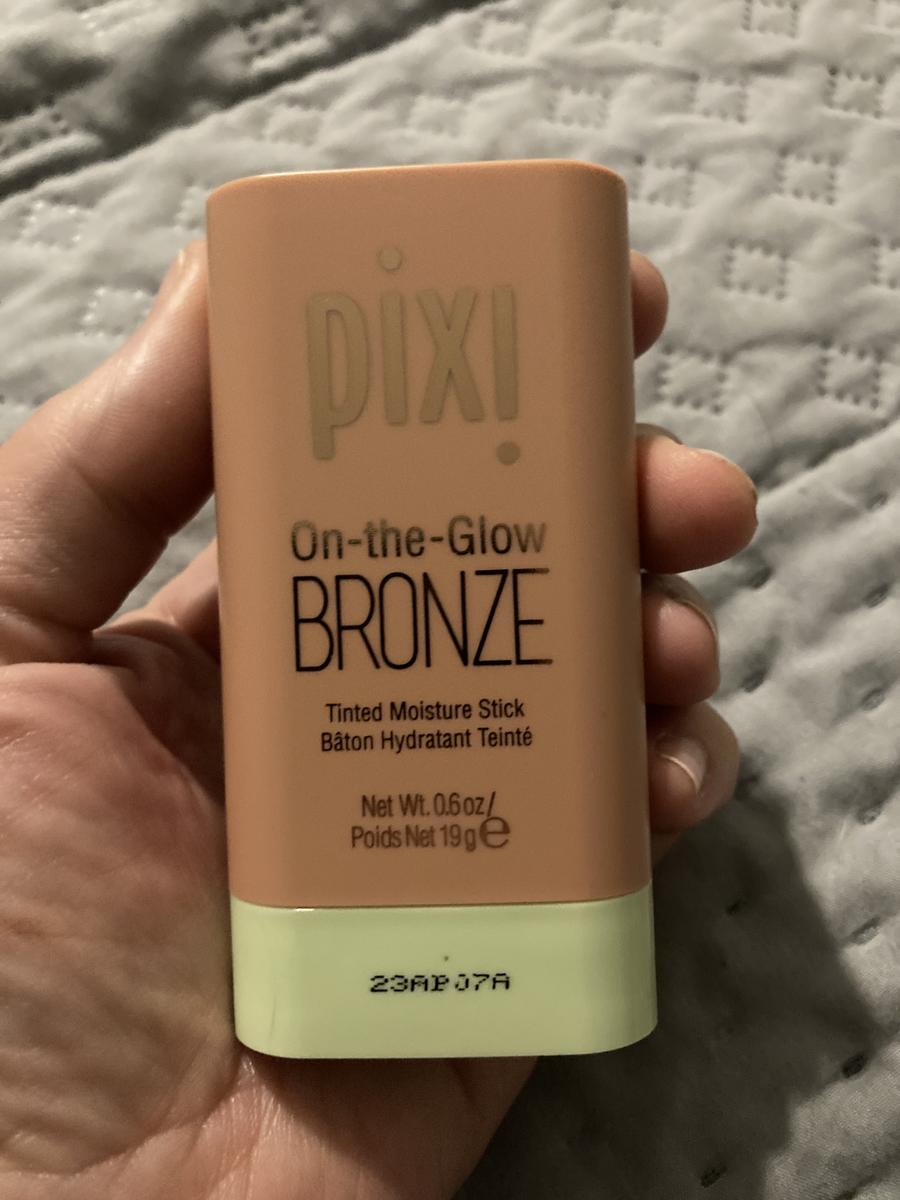 pixi
On-the-Glow
BRONZE
Tinted Moisture Stick
Bâton Hydratant Teinté
Net Wt. 0.6 oz/
Poids Net 19 g ℮
23AP07A